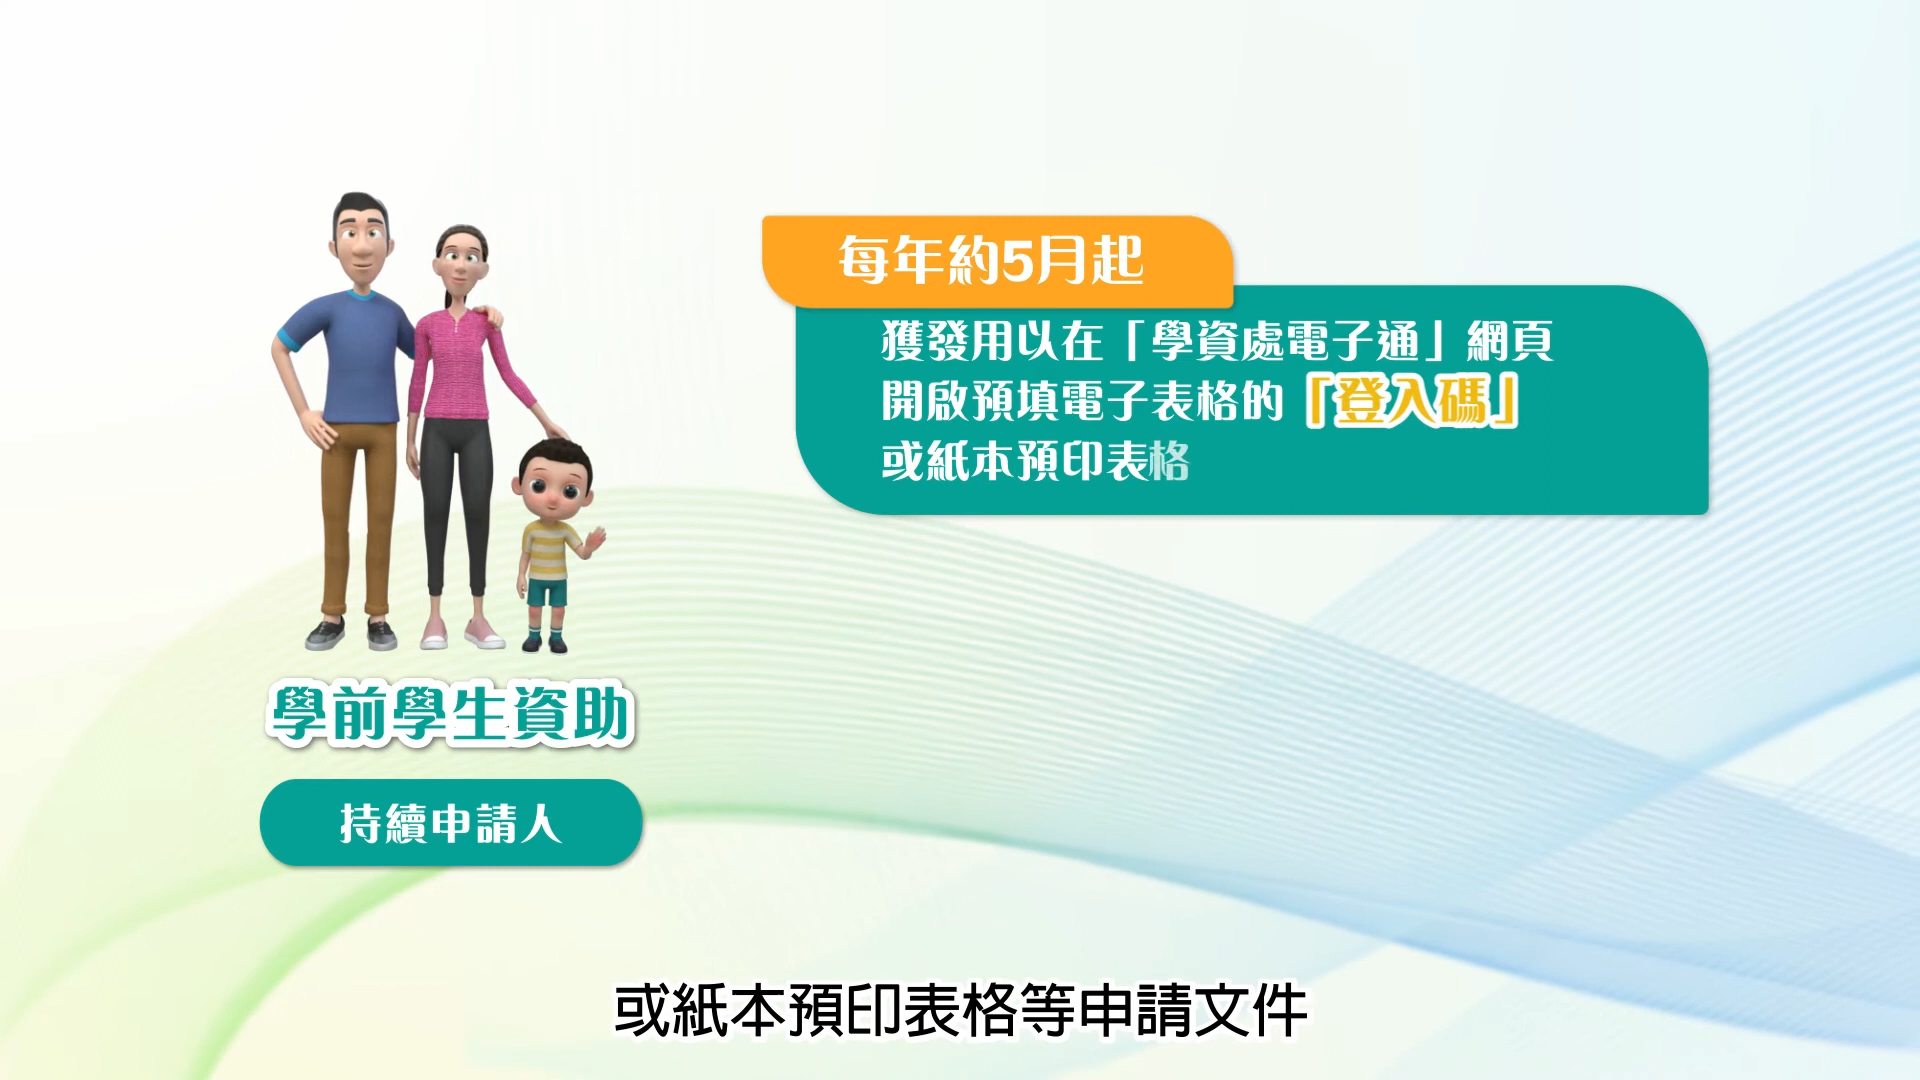 每年約5月起
獲發用以在「學資處電子通」網頁
開啟預填電子表格的「登入碼」
或紙本預印表格
學前學生資助
持續申請人
或紙本預印表格等申請文件